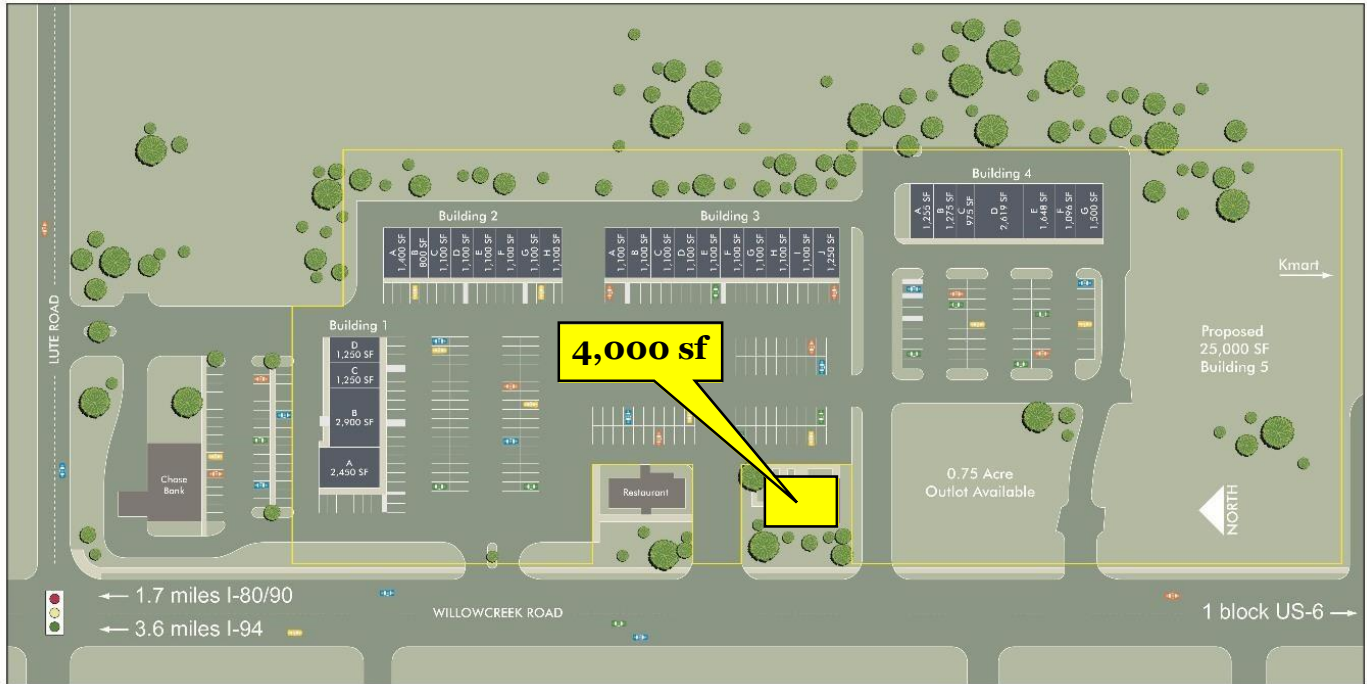 Building 4
A
1,255 SF
B
1,275 SF
C
975 SF
D
2,619 SF
E
1,648 SF
F
1,096 SF
G
1,500 SF
Building 2
A
1,400 SF
B
800 SF
C
1,100 SF
D
1,100 SF
E
1,100 SF
F
1,100 SF
G
1,100 SF
H
1,100 SF
Building 3
A
1,100 SF
B
1,100 SF
C
1,100 SF
D
1,100 SF
E
1,100 SF
F
1,100 SF
G
1,100 SF
H
1,100 SF
I
1,100 SF
J
1,250 SF
Kmart
LUTE ROAD
Building 1
D
1,250 SF
C
1,250 SF
B
2,900 SF
A
2,450 SF
4,000 sf
Proposed
25,000 SF
Building 5
Chase
Bank
Restaurant
0.75 Acre
Outlot Available
NORTH
← 1.7 miles I-80/90
← 3.6 miles I-94
WILLOWCREEK ROAD
1 block US-6 →